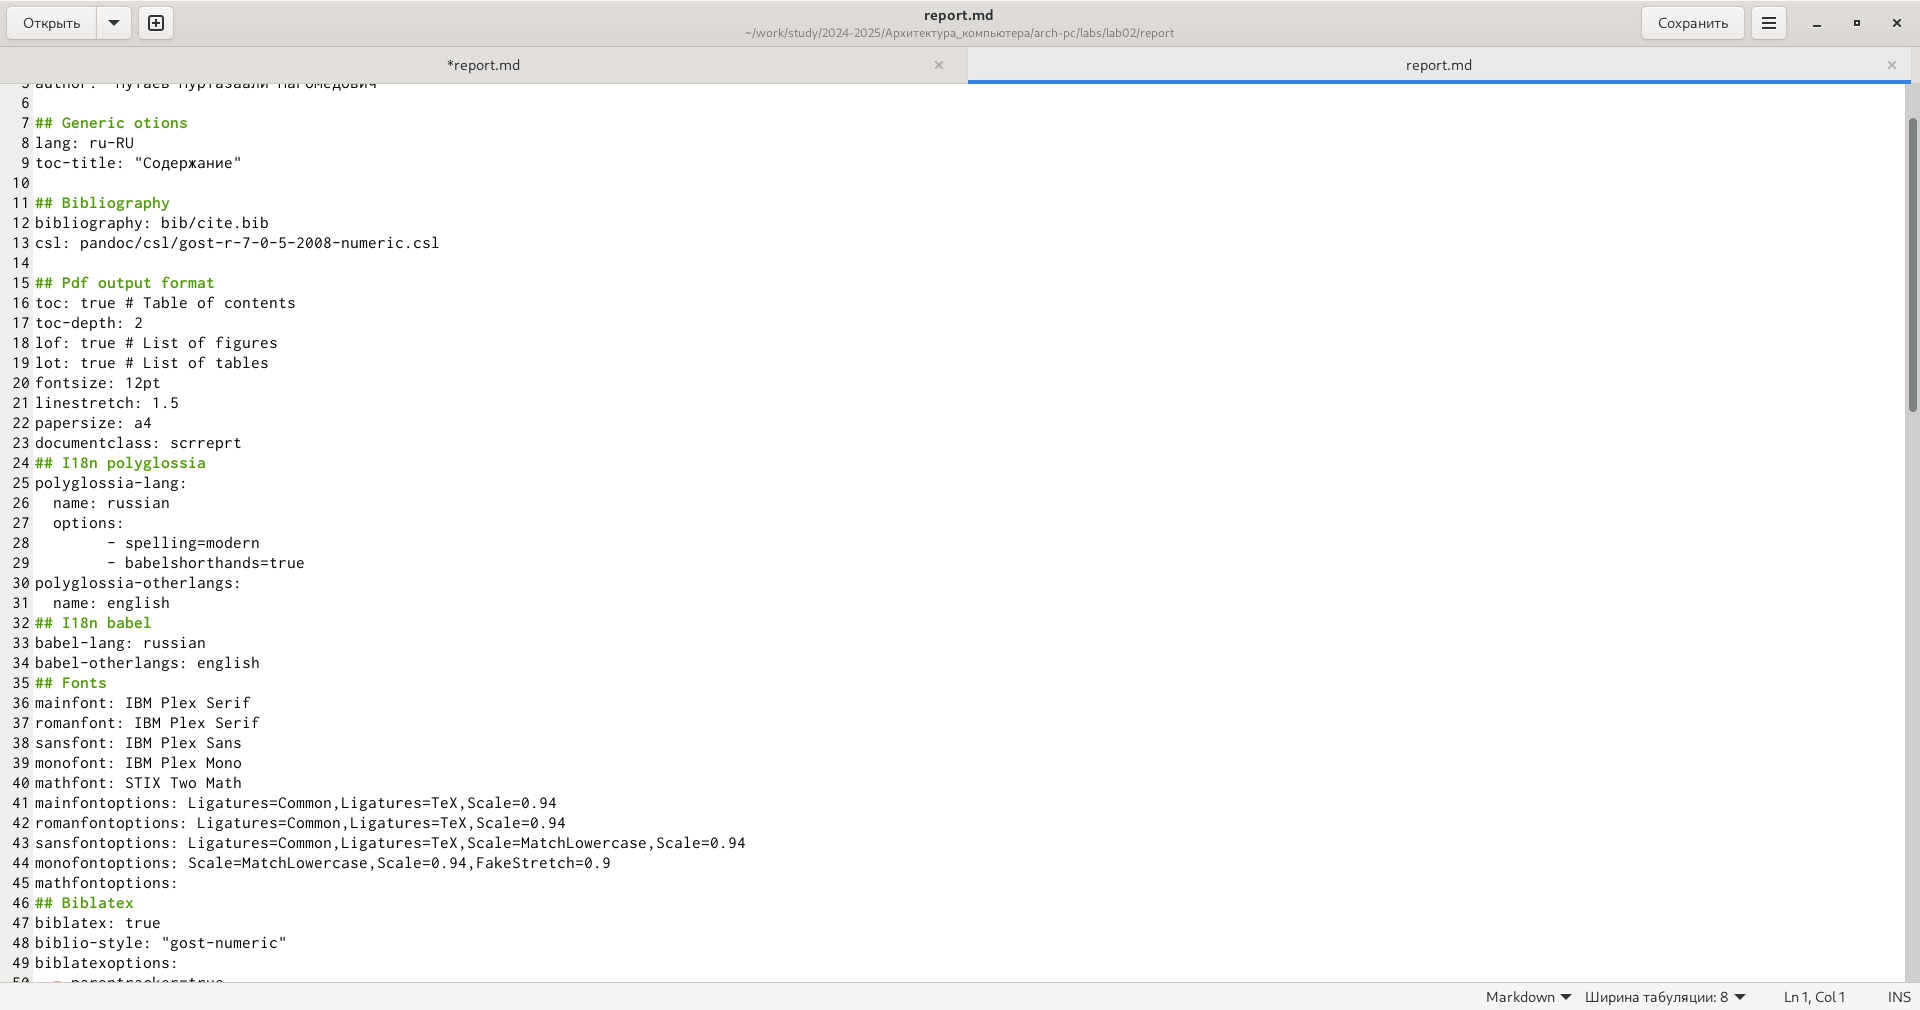 Открыть
report.md
~/work/study/2024-2025/Архитектура_компьютера/arch-pc/labs/lab02/report
Сохранить
*report.md
report.md
5 author:
6
7 ## Generic otions
8 lang: ru-RU
9 toc-title: "Содержание"
10
11 ## Bibliography
12 bibliography: bib/cite.bib
13 csl: pandoc/csl/gost-r-7-0-5-2008-numeric.csl
14
15 ## Pdf output format
16 toc: true # Table of contents
17 toc-depth: 2
18 lof: true # List of figures
19 lot: true # List of tables
20 fontsize: 12pt
21 linestretch: 1.5
22 papersize: a4
23 documentclass: scrreprt
24 ## I18n polyglossia
25 polyglossia-lang:
26   name: russian
27   options:
28         - spelling=modern
29         - babelshorthands=true
30 polyglossia-otherlangs:
31   name: english
32 ## I18n babel
33 babel-lang: russian
34 babel-otherlangs: english
35 ## Fonts
36 mainfont: IBM Plex Serif
37 romanfont: IBM Plex Serif
38 sansfont: IBM Plex Sans
39 monofont: IBM Plex Mono
40 mathfont: STIX Two Math
41 mainfontoptions: Ligatures=Common,Ligatures=TeX,Scale=0.94
42 romanfontoptions: Ligatures=Common,Ligatures=TeX,Scale=0.94
43 sansfontoptions: Ligatures=Common,Ligatures=TeX,Scale=MatchLowercase,Scale=0.94
44 monofontoptions: Scale=MatchLowercase,Scale=0.94,FakeStretch=0.9
45 mathfontoptions:
46 ## Biblatex
47 biblatex: true
48 biblio-style: "gost-numeric"
49 biblatexoptions:
50   - parentracker=true
Markdown
Ширина табуляции: 8
Ln 1, Col 1
INS